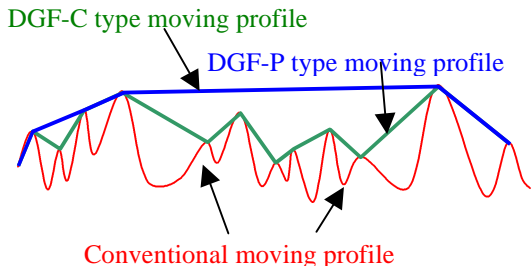 DGF-C type moving profile
DGF-P type moving profile
Conventional moving profile